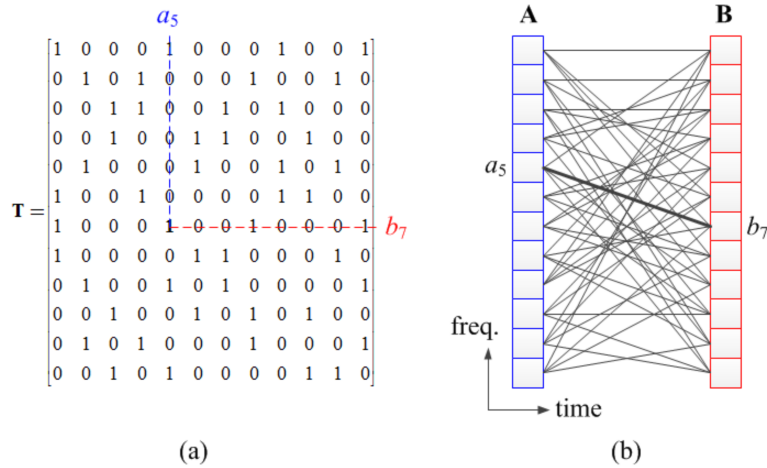 a5
1 0 0 0 1 0 0 0 1 0 0 1
0 1 0 1 0 0 0 1 0 0 1 0
0 0 1 1 0 0 1 0 1 0 0 0
0 0 1 0 0 1 1 0 0 1 0 0
0 1 0 0 0 1 0 0 1 0 1 0
1 0 0 1 0 0 0 0 1 1 0 0
T = 1 0 0 0 1 0 0 1 0 0 0 1 b7
1 0 0 0 0 1 1 0 0 0 1 0
0 1 0 0 1 0 1 0 0 0 0 1
0 0 1 0 0 0 1 1 0 1 0 0
0 1 0 1 0 0 0 1 0 0 0 1
0 0 1 0 1 0 0 0 0 1 1 0
(a)
A B
a5
b7
freq.
time
(b)